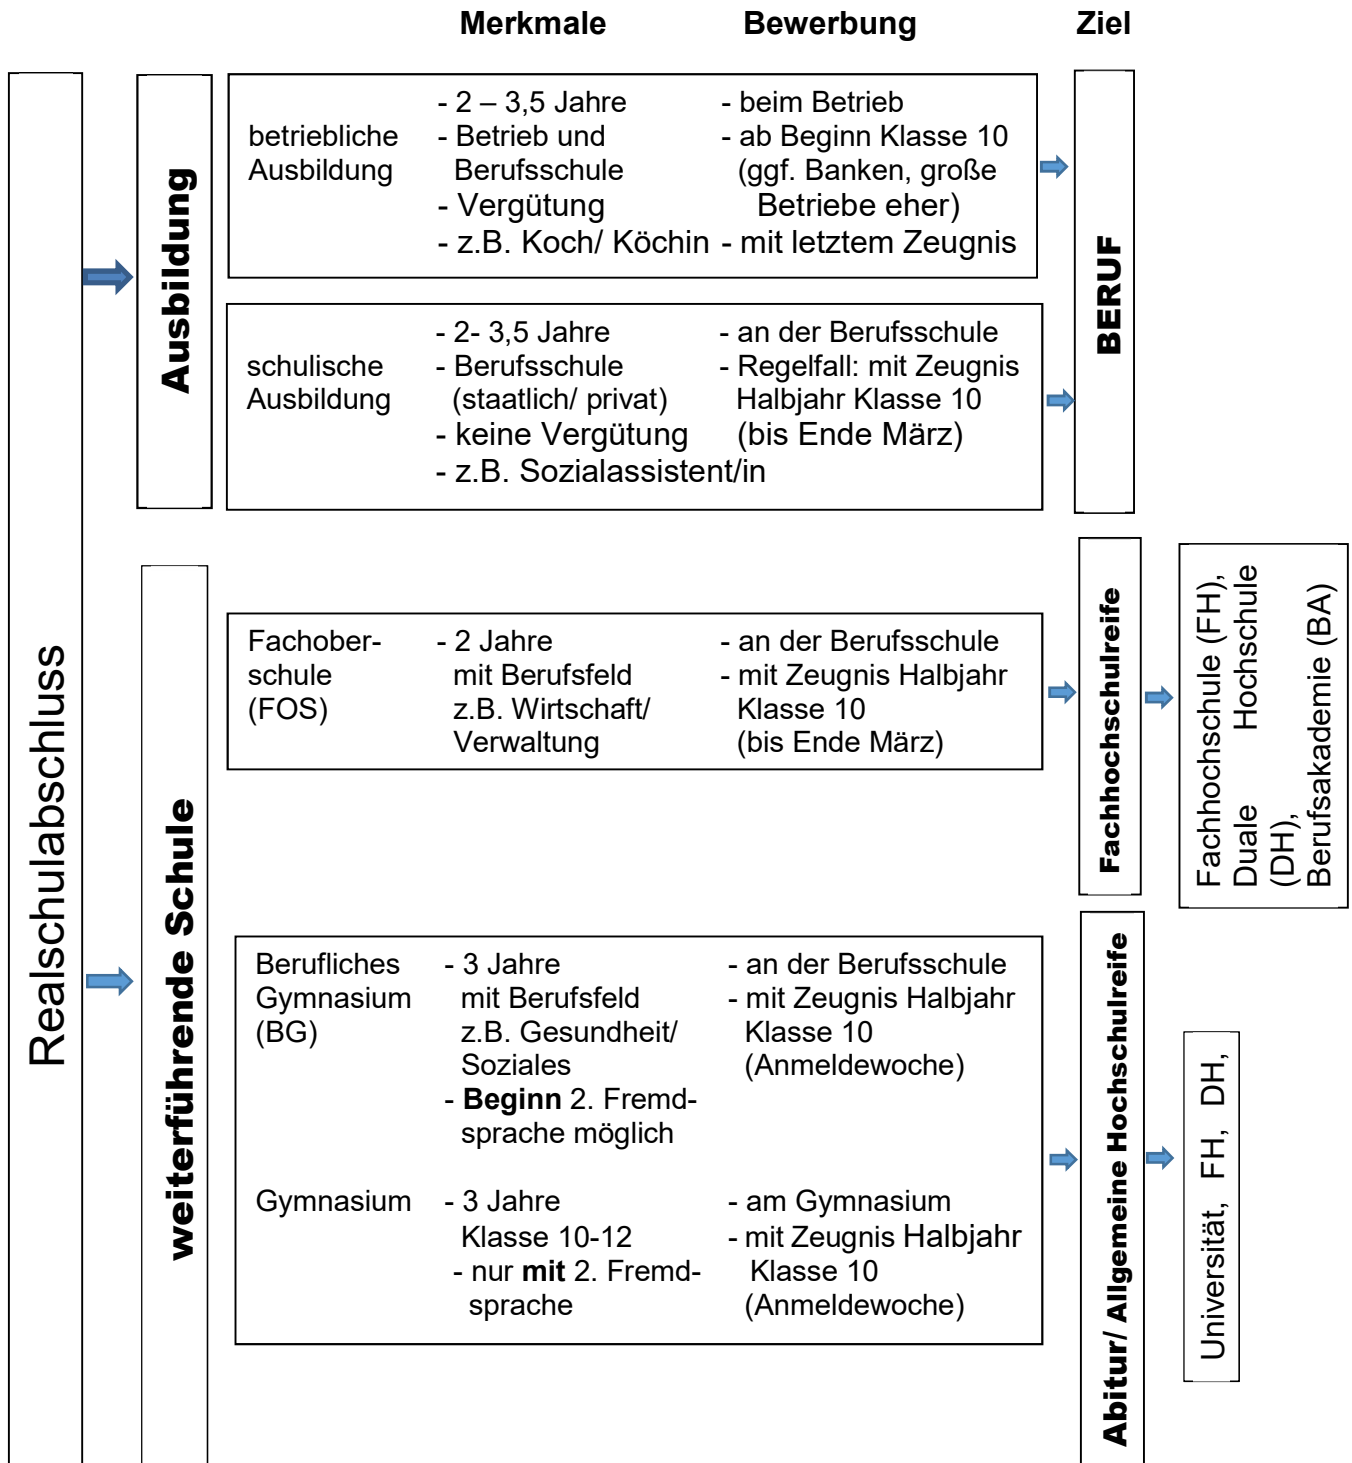 Merkmale Bewerbung Ziel
Realschulabschluss
Ausbildung
betriebliche
Ausbildung
- 2 – 3,5 Jahre
- Betrieb und
Berufsschule
- Vergütung
- z.B. Koch/ Köchin
- beim Betrieb
- ab Beginn Klasse 10
(ggf. Banken, große
Betriebe eher)
- mit letztem Zeugnis
schulische
Ausbildung
- 2- 3,5 Jahre
- Berufsschule
(staatlich/ privat)
- keine Vergütung
- z.B. Sozialassistent/in
- an der Berufsschule
- Regelfall: mit Zeugnis
Halbjahr Klasse 10
(bis Ende März)
BERUF
weiterführende Schule
Fachober-
schule
(FOS)
- 2 Jahre
mit Berufsfeld
z.B. Wirtschaft/
Verwaltung
- an der Berufsschule
- mit Zeugnis Halbjahr
Klasse 10
(bis Ende März)
Fachhochschulreife
Fachhochschule (FH),
Duale Hochschule
(DH),
Berufsakademie (BA)
Berufliches
Gymnasium
(BG)
- 3 Jahre
mit Berufsfeld
z.B. Gesundheit/
Soziales
- Beginn 2. Fremd-
sprache möglich
- an der Berufsschule
- mit Zeugnis Halbjahr
Klasse 10
(Anmeldewoche)
Gymnasium
- 3 Jahre
Klasse 10-12
- nur mit 2. Fremd-
sprache
- am Gymnasium
- mit Zeugnis Halbjahr
Klasse 10
(Anmeldewoche)
Abitur/ Allgemeine Hochschulreife
Universität, FH, DH,